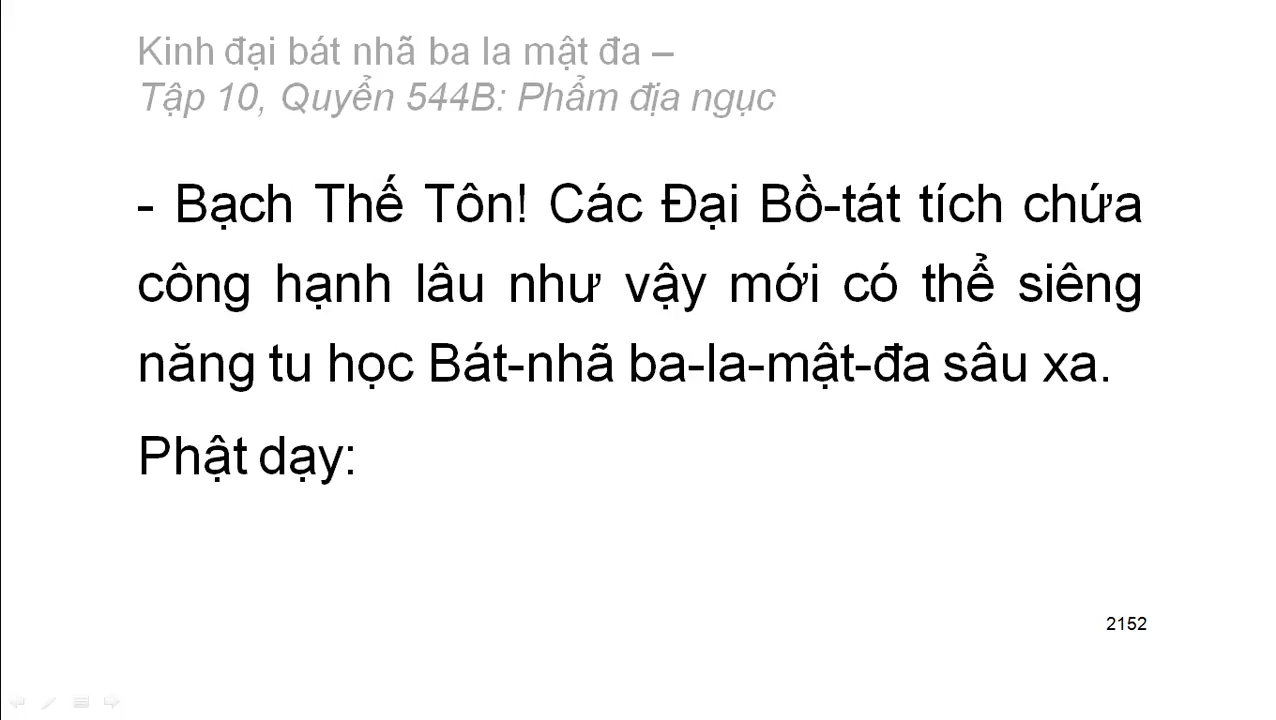 Kinh đại bát nhã ba la mật đa –
Tập 10, Quyển 544B: Phẩm địa ngục
- Bạch Thế Tôn! Các Đại Bồ-tát tích chứa
công hạnh lâu như vậy mới có thể siêng
năng tu học Bát-nhã ba-la-mật-đa sâu xa.
Phật dạy:
2152